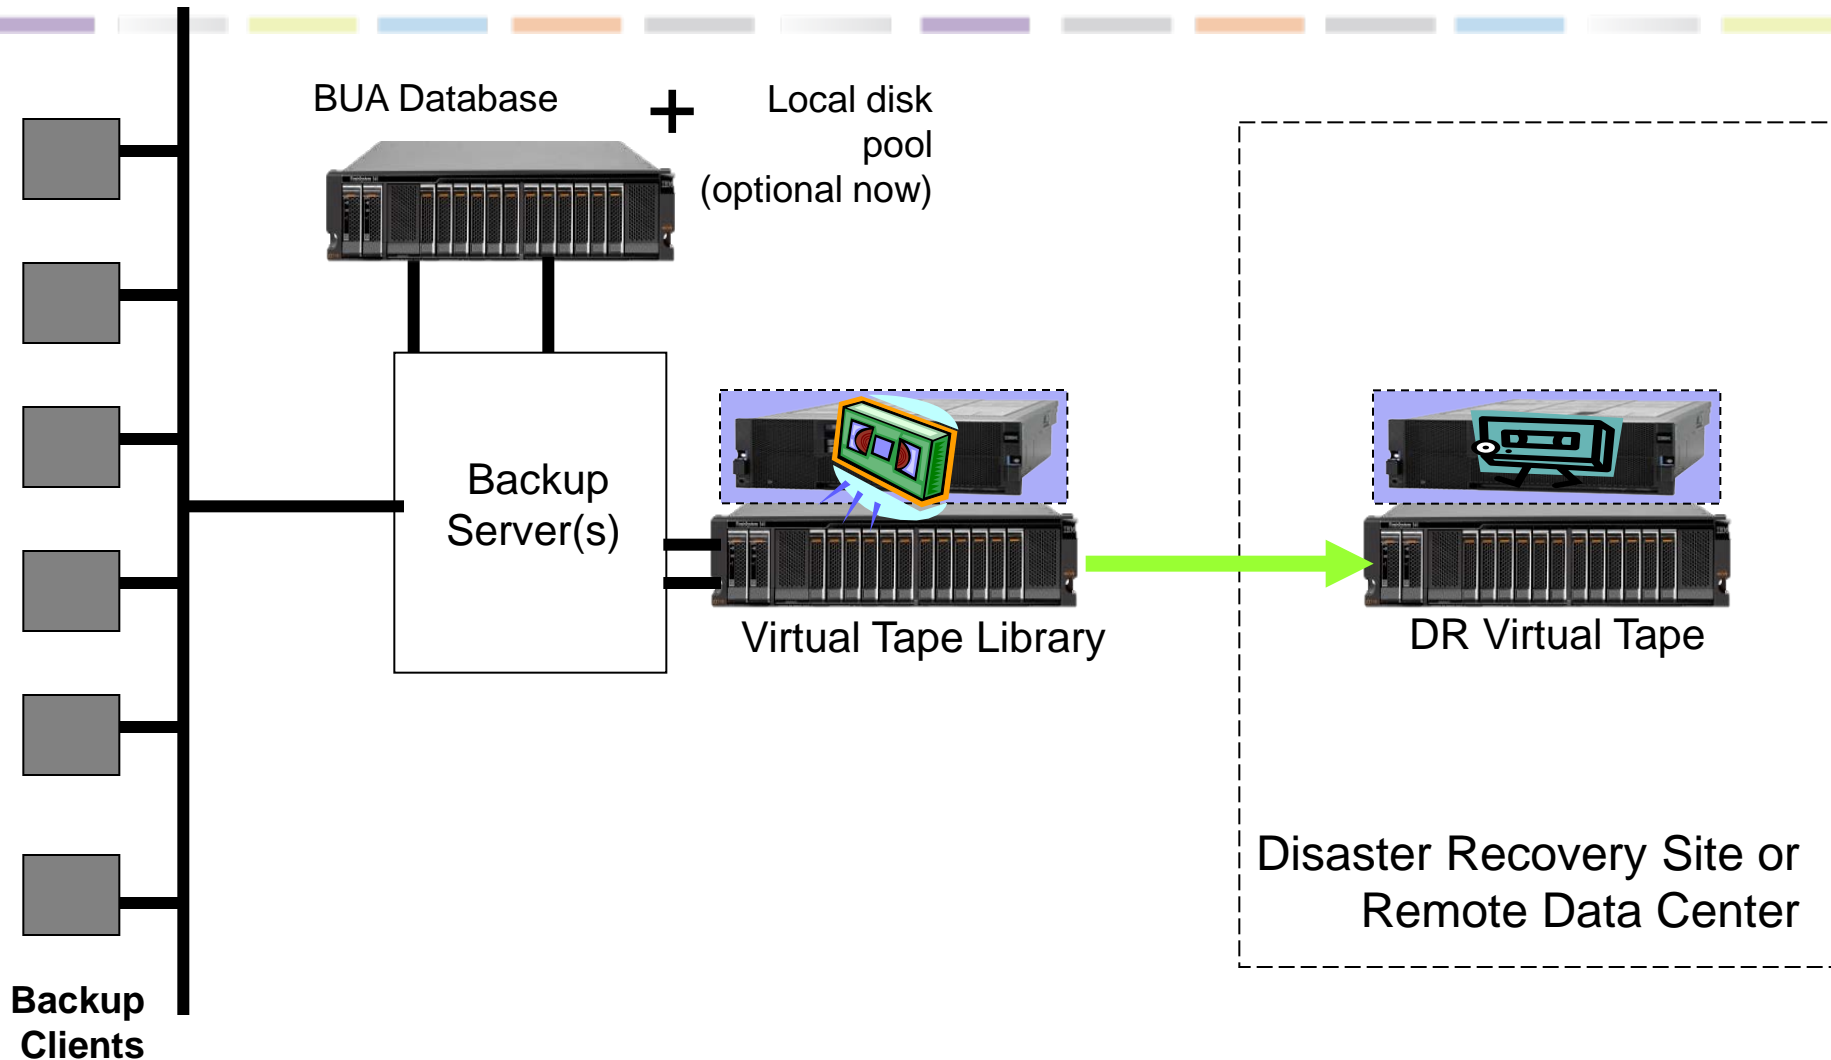 BUA Database
+
Local disk
pool
(optional now)
Backup
Server(s)
Virtual Tape Library
DR Virtual Tape
Disaster Recovery Site or
Remote Data Center
Backup
Clients